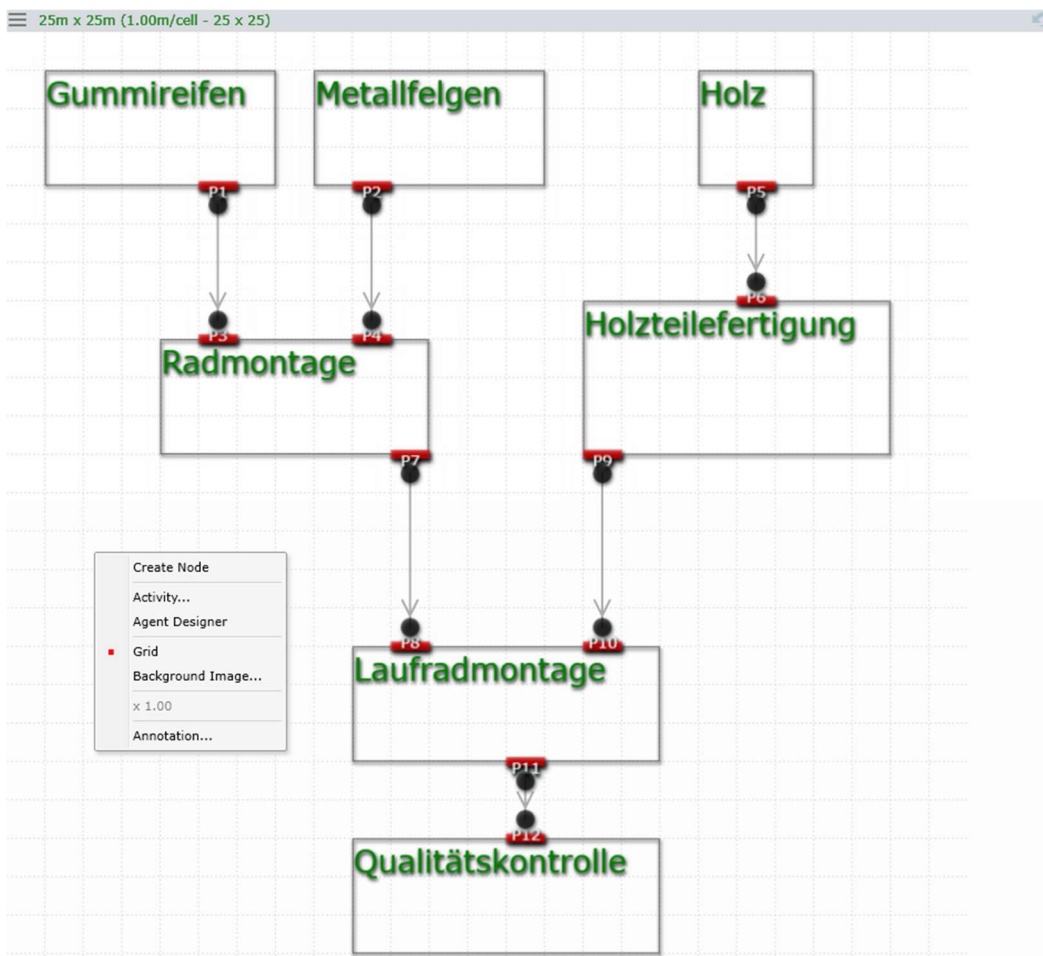 25m x 25m (1.00m/cell - 25 x 25)
Gummireifen
Metallfelgen
Holz
P1
P2
P5
P6
Holzteilefertigung
P3
P4
Radmontage
P7
P9
Create Node
Activity...
Agent Designer
Grid
Background Image...
x 1.00
Annotation...
P8
P10
Laufradmontage
P11
P12
Qualitätskontrolle